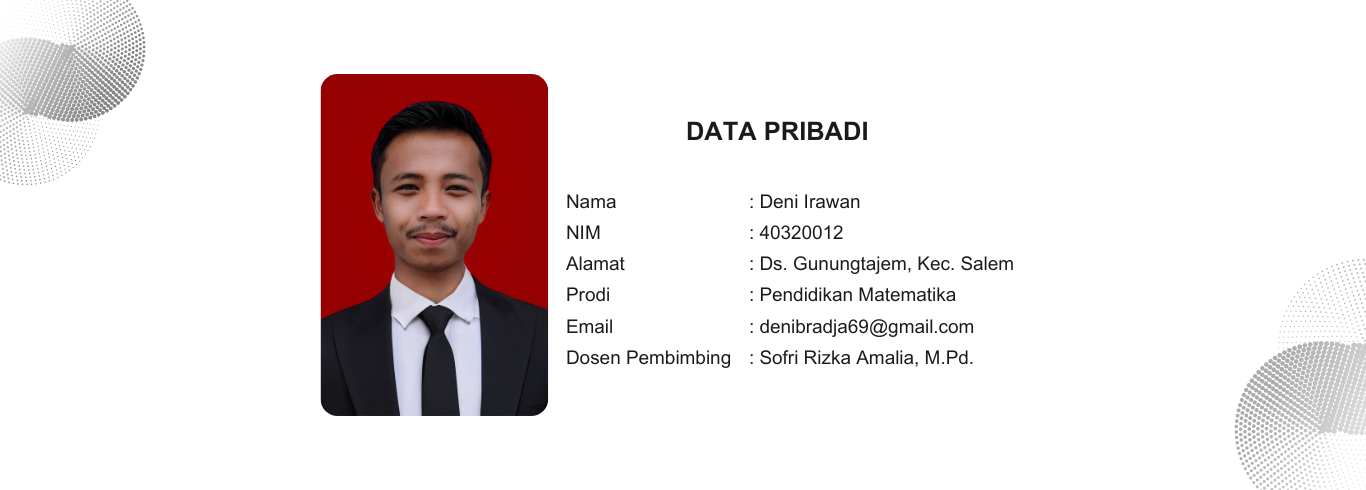 DATA PRIBADI
Nama : Deni Irawan
NIM : 40320012
Alamat : Ds. Gunungtajem, Kec. Salem
Prodi : Pendidikan Matematika
Email : denibradja69@gmail.com
Dosen Pembimbing : Sofri Rizka Amalia, M.Pd.